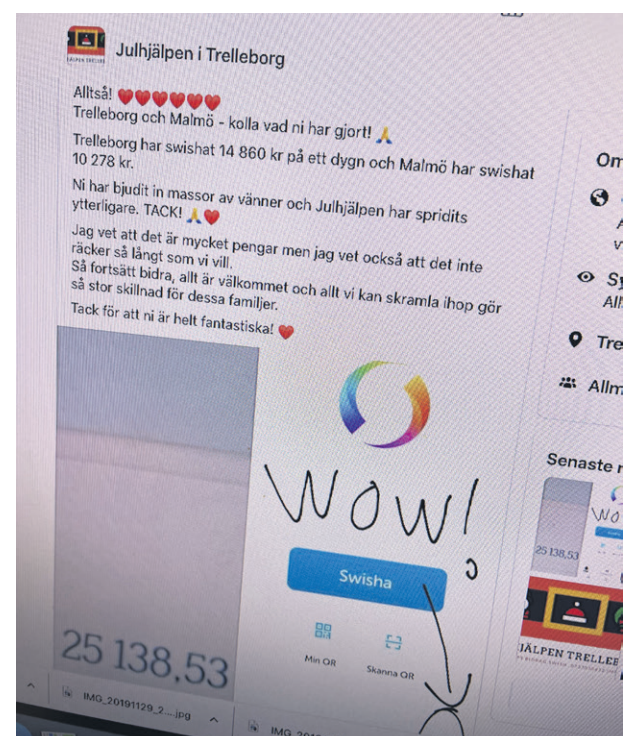 Julhjälpen i Trelleborg
Alltså! ❤️❤️❤️❤️❤️❤️
Trelleborg och Malmö - kolla vad ni har gjort! 🙏
Trelleborg har swishat 14 860 kr på ett dygn och Malmö har swishat
10 278 kr.
Ni har bjudit in massor av vänner och Julhjälpen har spridits
ytterligare. TACK! 🙏❤️
Jag vet att det är mycket pengar men jag vet också att det inte
räcker så långt som vi vill.
Så fortsätt bidra, allt är välkommet och allt vi kan skramla ihop gör
så stor skillnad för dessa familjer.
Tack för att ni är helt fantastiska! ❤️
WOW!
Swisha
Min QR
Skanna QR
25 138,53
IMG_20191129_2....jpg
Om
Tre
Allm
Senaste
25 138,53
JÄLPEN TRELLE